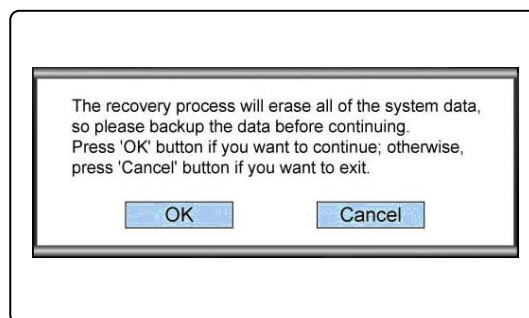 The recovery process will erase all of the system data,
so please backup the data before continuing.
Press 'OK' button if you want to continue; otherwise,
press 'Cancel' button if you want to exit.
OK Cancel